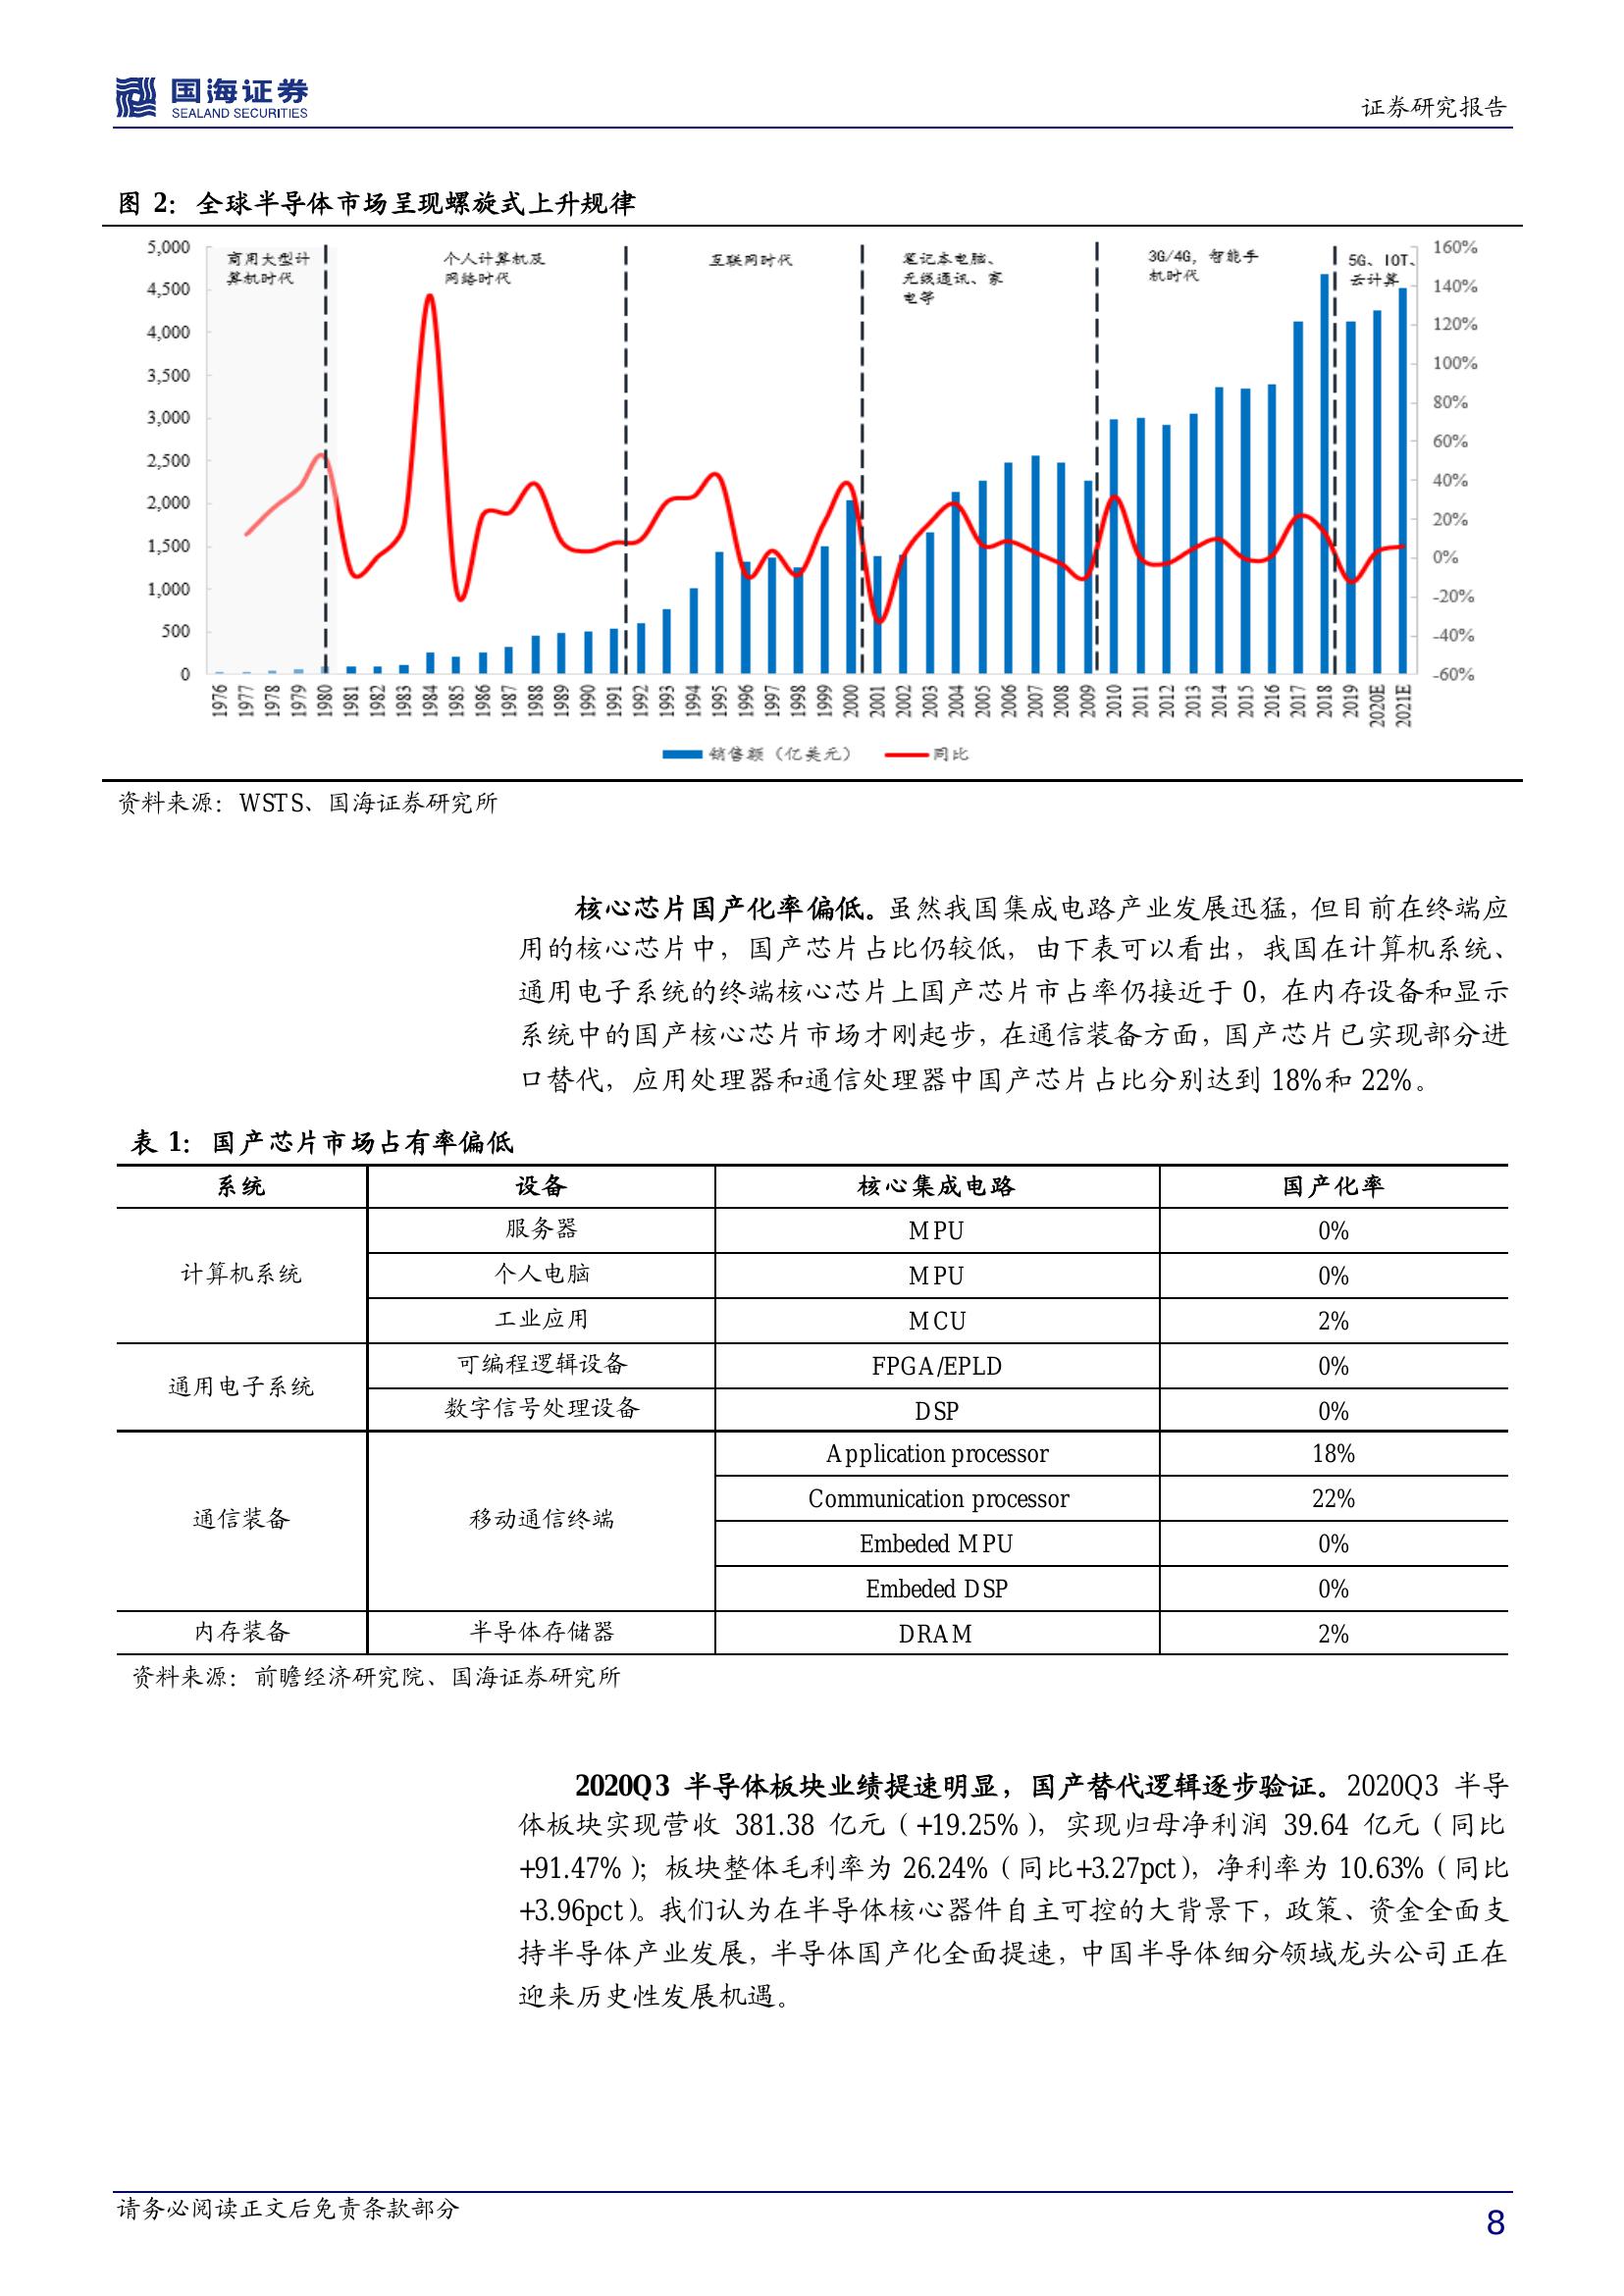 国海证券
SEALAND SECURITIES
证券研究报告
图 2：全球半导体市场呈现螺旋式上升规律
5,000
4,500
4,000
3,500
3,000
2,500
2,000
1,500
1,000
500
0
商用大型计
算机时代
个人计算机及
网络时代
互联网时代
笔记本电脑、
无线通讯、家
电等
3G/4G，智能手
机时代
5G、IOT、
云计算
160%
140%
120%
100%
80%
60%
40%
20%
0%
-20%
-40%
-60%
1976 1977 1978 1979 1980 1981 1982 1983 1984 1985 1986 1987 1988 1989 1990 1991 1992 1993 1994 1995 1996 1997 1998 1999 2000 2001 2002 2003 2004 2005 2006 2007 2008 2009 2010 2011 2012 2013 2014 2015 2016 2017 2018 2019 2020E 2021E
销售额（亿美元） 同比
资料来源：WSTS、国海证券研究所
核心芯片国产化率偏低。虽然我国集成电路产业发展迅猛，但目前在终端应
用的核心芯片中，国产芯片占比仍较低，由下表可以看出，我国在计算机系统、
通用电子系统的终端核心芯片上国产芯片市占率仍接近于 0，在内存设备和显示
系统中的国产核心芯片市场才刚起步，在通信装备方面，国产芯片已实现部分进
口替代，应用处理器和通信处理器中国产芯片占比分别达到 18%和 22%。
表 1：国产芯片市场占有率偏低
系统 设备 核心集成电路 国产化率
计算机系统 服务器 MPU 0%
个人电脑 MPU 0%
工业应用 MCU 2%
通用电子系统 可编程逻辑设备 FPGA/EPLD 0%
数字信号处理设备 DSP 0%
通信装备 移动通信终端 Application processor 18%
Communication processor 22%
Embeded MPU 0%
Embeded DSP 0%
内存装备 半导体存储器 DRAM 2%
资料来源：前瞻经济研究院、国海证券研究所
2020Q3 半导体板块业绩提速明显，国产替代逻辑逐步验证。2020Q3 半导
体板块实现营收 381.38 亿元（+19.25%），实现归母净利润 39.64 亿元（同比
+91.47%）；板块整体毛利率为 26.24%（同比+3.27pct），净利率为 10.63%（同比
+3.96pct）。我们认为在半导体核心器件自主可控的大背景下，政策、资金全面支
持半导体产业发展，半导体国产化全面提速，中国半导体细分领域龙头公司正在
迎来历史性发展机遇。
请务必阅读正文后免责条款部分
8